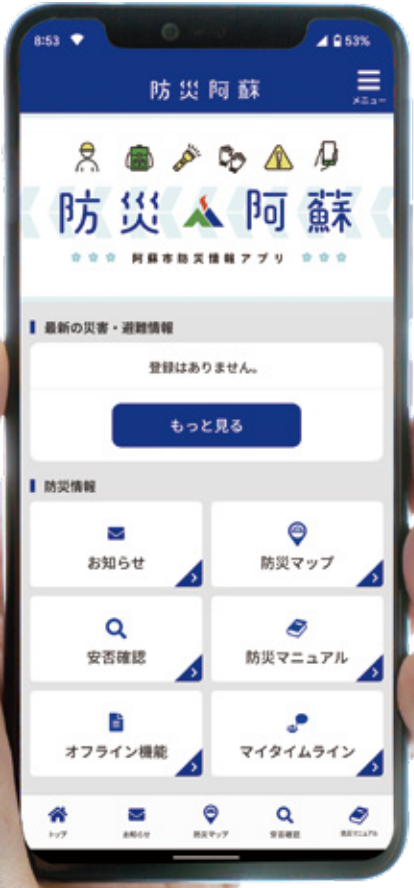 8:53
53%
防災阿蘇
メニュー
防災阿蘇
阿蘇市防災情報アプリ
最新の災害・避難情報
登録はありません。
もっと見る
防災情報
お知らせ
防災マップ
安否確認
防災マニュアル
オフライン機能
マイタイムライン
トップ
お知らせ
防災マップ
安否確認
防災マニュアル